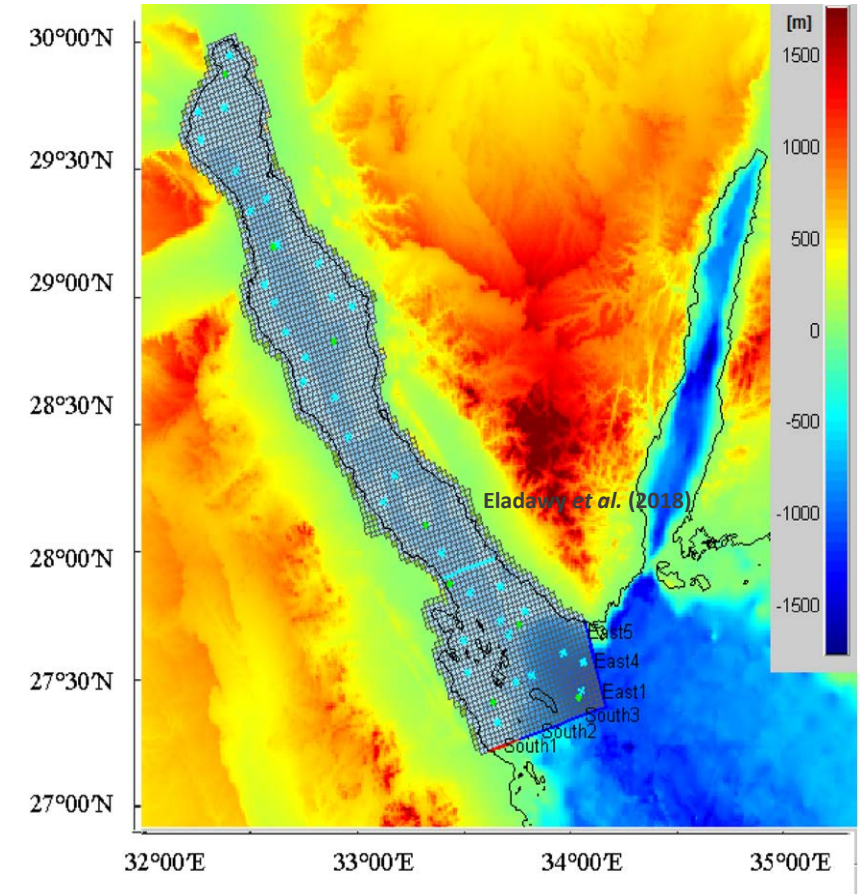 30°00'N
29°30'N
29°00'N
28°30'N
28°00'N
27°30'N
27°00'N
32°00'E
33°00'E
34°00'E
35°00'E
[m]
1500
1000
500
0
-500
-1000
-1500
Eladawy et al. (2018)
East5
East4
East1
South3
South2
South1